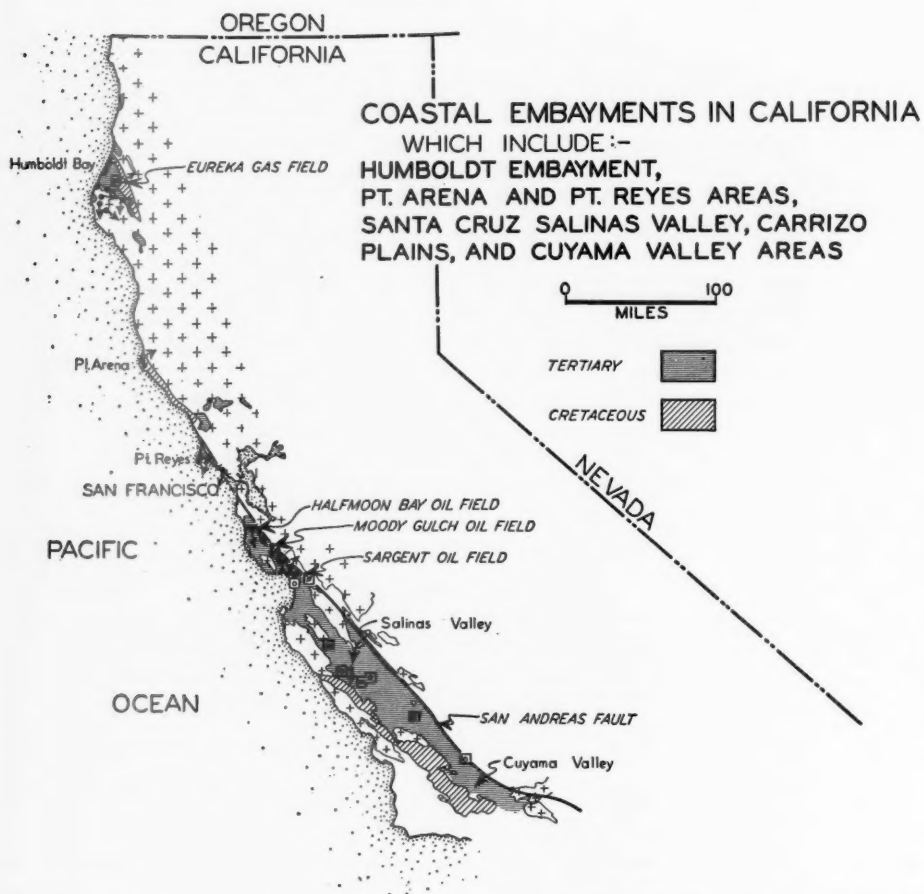 OREGON
CALIFORNIA
COASTAL EMBAYMENTS IN CALIFORNIA
WHICH INCLUDE:-
HUMBOLDT EMBAYMENT,
PT. ARENA AND PT. REYES AREAS,
SANTA CRUZ SALINAS VALLEY, CARRIZO
PLAINS, AND CUYAMA VALLEY AREAS
0 100
MILES
TERTIARY
CRETACEOUS
Humboldt Bay
EUREKA GAS FIELD
Pt. Arena
Pt. Reyes
SAN FRANCISCO
NEVADA
HALFMOON BAY OIL FIELD
MOODY GULCH OIL FIELD
SARGENT OIL FIELD
PACIFIC
Salinas Valley
OCEAN
SAN ANDREAS FAULT
Cuyama Valley